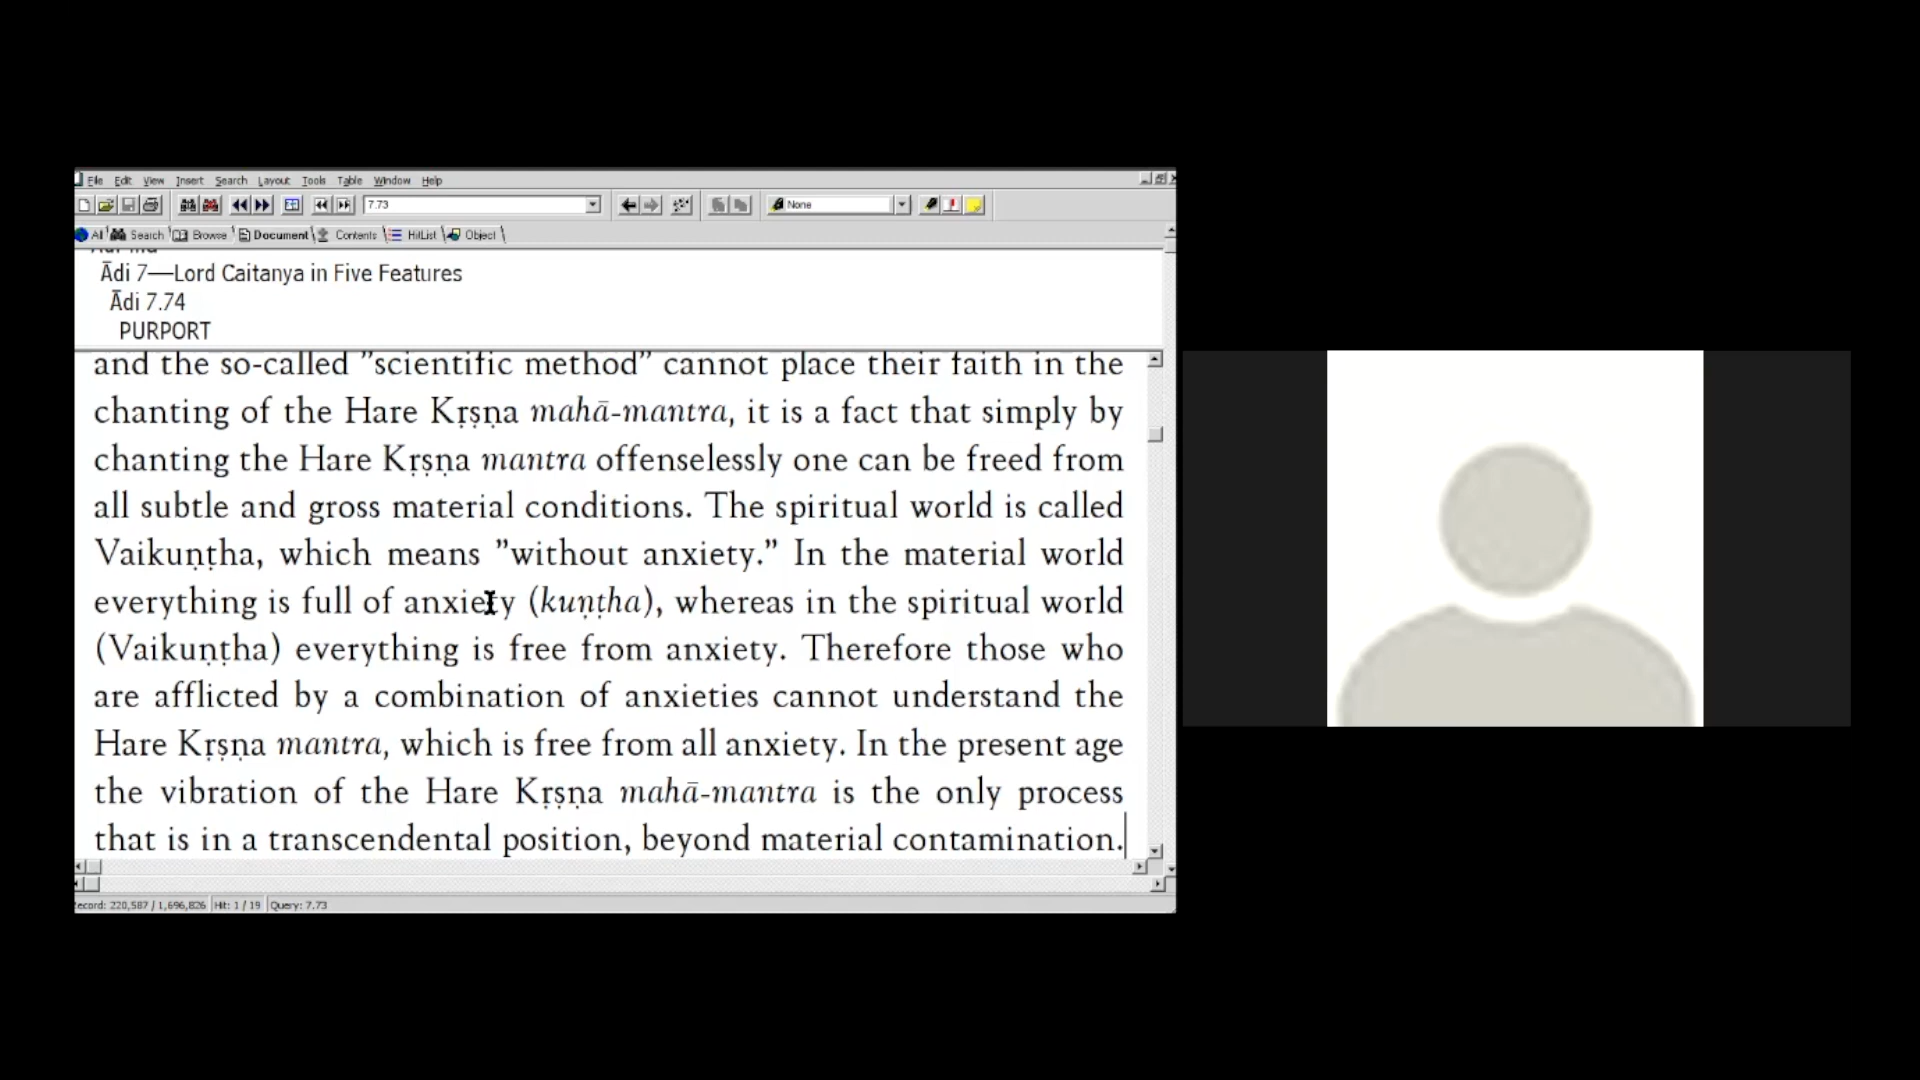 File Edit View Insert Search Layout Tools Table Window Help
7.73 None
All Search Browse Document Contents HitList Object
Ādi 7—Lord Caitanya in Five Features
Ādi 7.74
PURPORT
and the so-called ”scientific method” cannot place their faith in the
chanting of the Hare Kṛṣṇa mahā-mantra, it is a fact that simply by
chanting the Hare Kṛṣṇa mantra offenselessly one can be freed from
all subtle and gross material conditions. The spiritual world is called
Vaikuṇṭha, which means ”without anxiety.” In the material world
everything is full of anxiety (kuṇṭha), whereas in the spiritual world
(Vaikuṇṭha) everything is free from anxiety. Therefore those who
are afflicted by a combination of anxieties cannot understand the
Hare Kṛṣṇa mantra, which is free from all anxiety. In the present age
the vibration of the Hare Kṛṣṇa mahā-mantra is the only process
that is in a transcendental position, beyond material contamination.
ecord: 220,587 / 1,696,826 Hit: 1 / 19 Query: 7.73